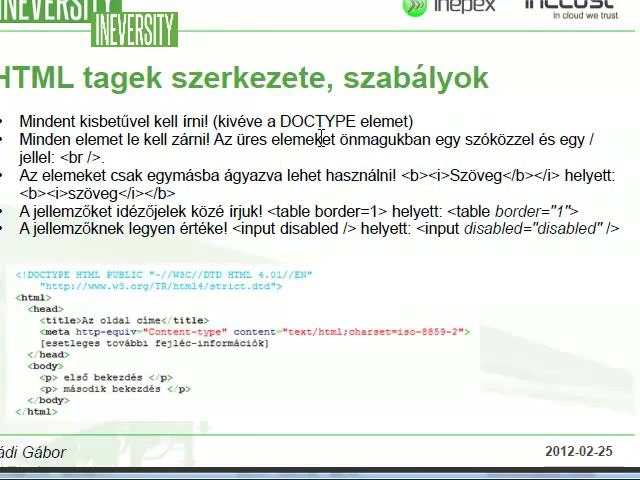 INEVERSITY
INEVERSITY
inepex
in cloud we trust
HTML tagek szerkezete, szabályok
• Mindent kisbetűvel kell írni! (kivéve a DOCTYPE elemet)
• Minden elemet le kell zárni! Az üres elemeket önmagukban egy szóközzel és egy /
jellel: <br />.
• Az elemeket csak egymásba ágyazva lehet használni! <b><i>Szöveg</b></i> helyett:
<b><i>szöveg</i></b>
• A jellemzőket idézőjelek közé írjuk! <table border=1> helyett: <table border="1">
• A jellemzőknek legyen értéke! <input disabled /> helyett: <input disabled="disabled" />
<!DOCTYPE HTML PUBLIC "-//W3C//DTD HTML 4.01//EN"
"http://www.w3.org/TR/html4/strict.dtd">
<html>
<head>
<title>Az oldal címe</title>
<meta http-equiv="Content-type" content="text/html;charset=iso-8859-2">
[esetleges további fejléc-információk]
</head>
<body>
<p> első bekezdés </p>
<p> második bekezdés </p>
</body>
</html>
ádi Gábor
2012-02-25